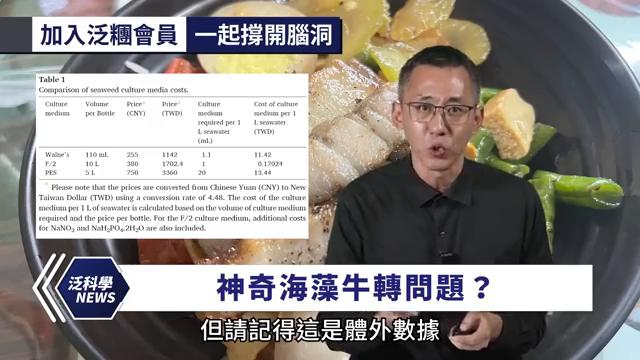 加入泛糰會員 一起撐開腦洞
Table 1
Comparison of seaweed culture media costs.
Culture medium Volume per Bottle Price* (CNY) Price* (TWD) Culture medium required per 1 L seawater (mL) Cost of culture medium per 1 L seawater (TWD)
Walne's 110 mL 255 1142 1.1 11.42
F/2 10 L 380 1702.4 1 0.17024
PES 5 L 750 3360 20 13.44
* Please note that the prices are converted from Chinese Yuan (CNY) to New
Taiwan Dollar (TWD) using a conversion rate of 4.48. The cost of the culture
medium per 1 L of seawater is calculated based on the volume of culture medium
required and the price per bottle. For the F/2 culture medium, additional costs
for NaNO3 and NaH2PO4.2H2O are also included.
泛科學
NEWS
神奇海藻牛轉問題？
但請記得這是體外數據